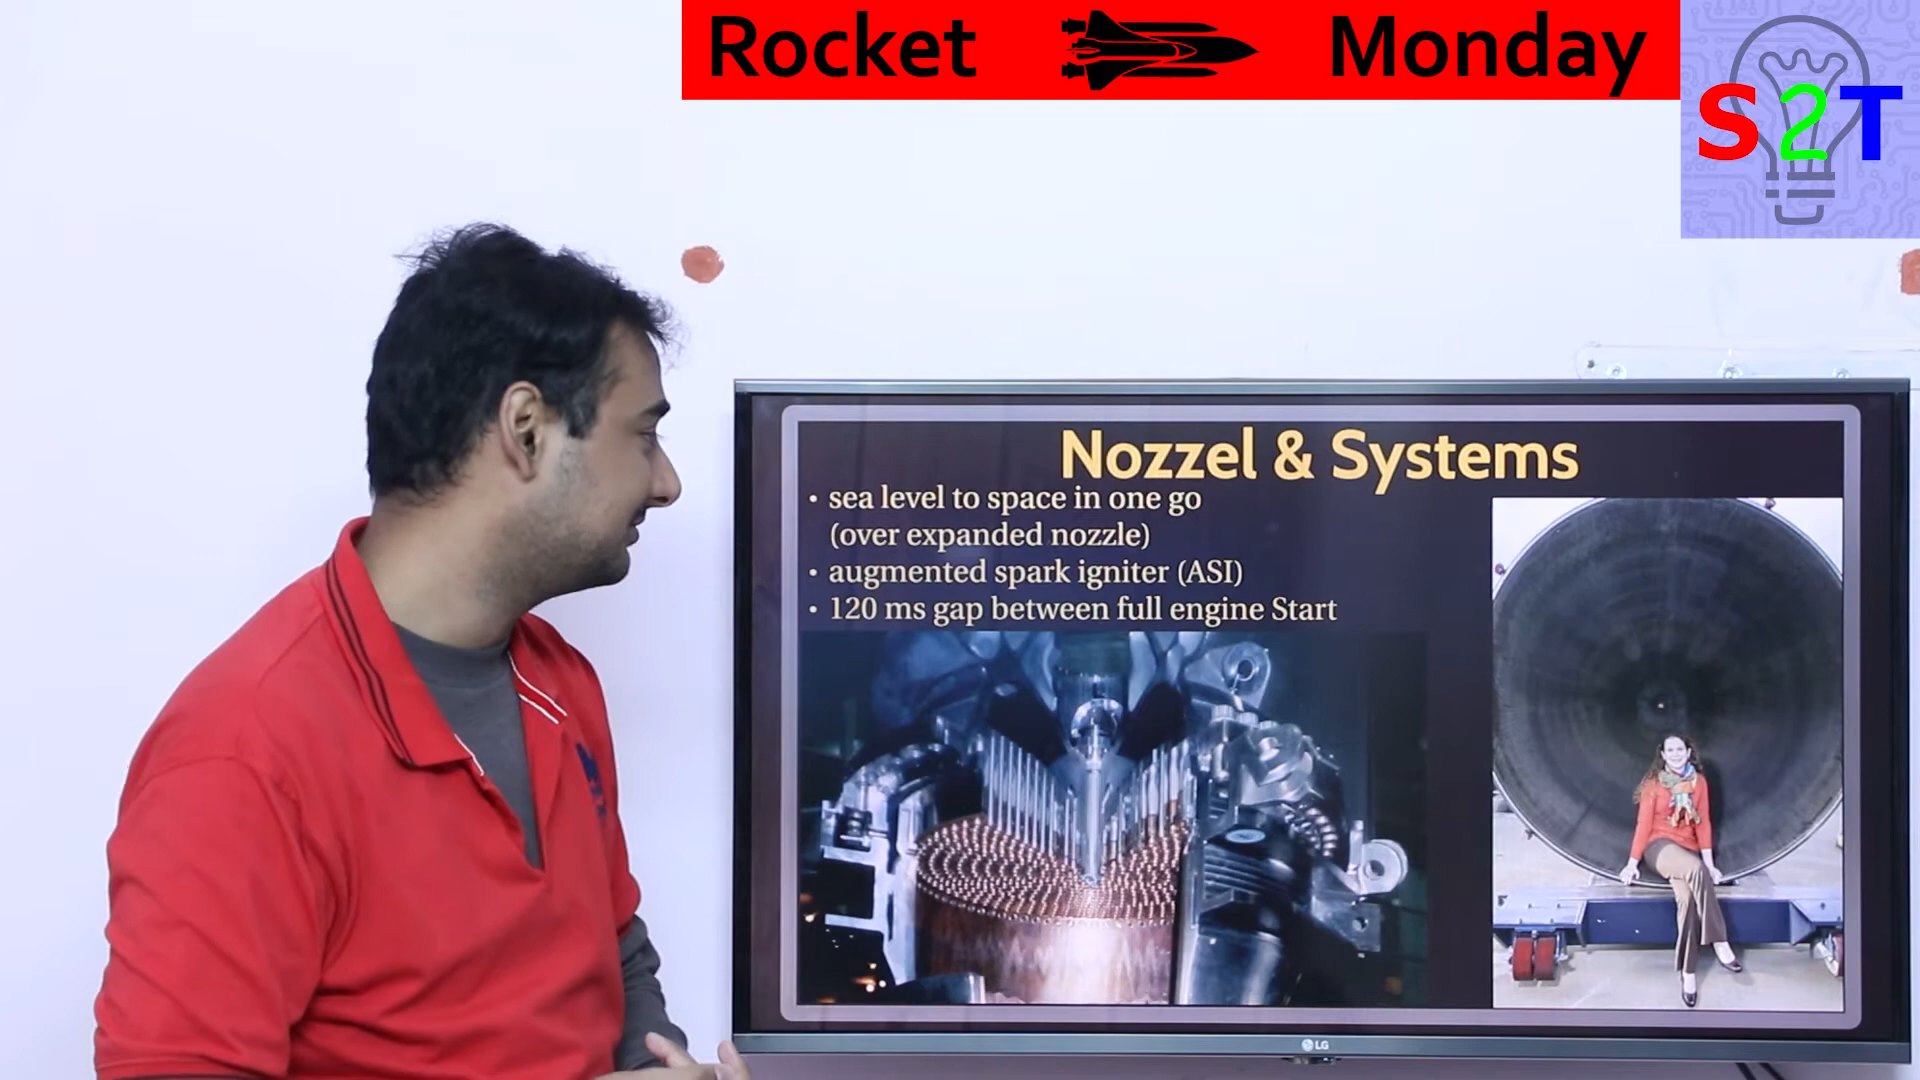 Rocket Monday
S2T
Nozzel & Systems
• sea level to space in one go
(over expanded nozzle)
• augmented spark igniter (ASI)
• 120 ms gap between full engine Start
LG